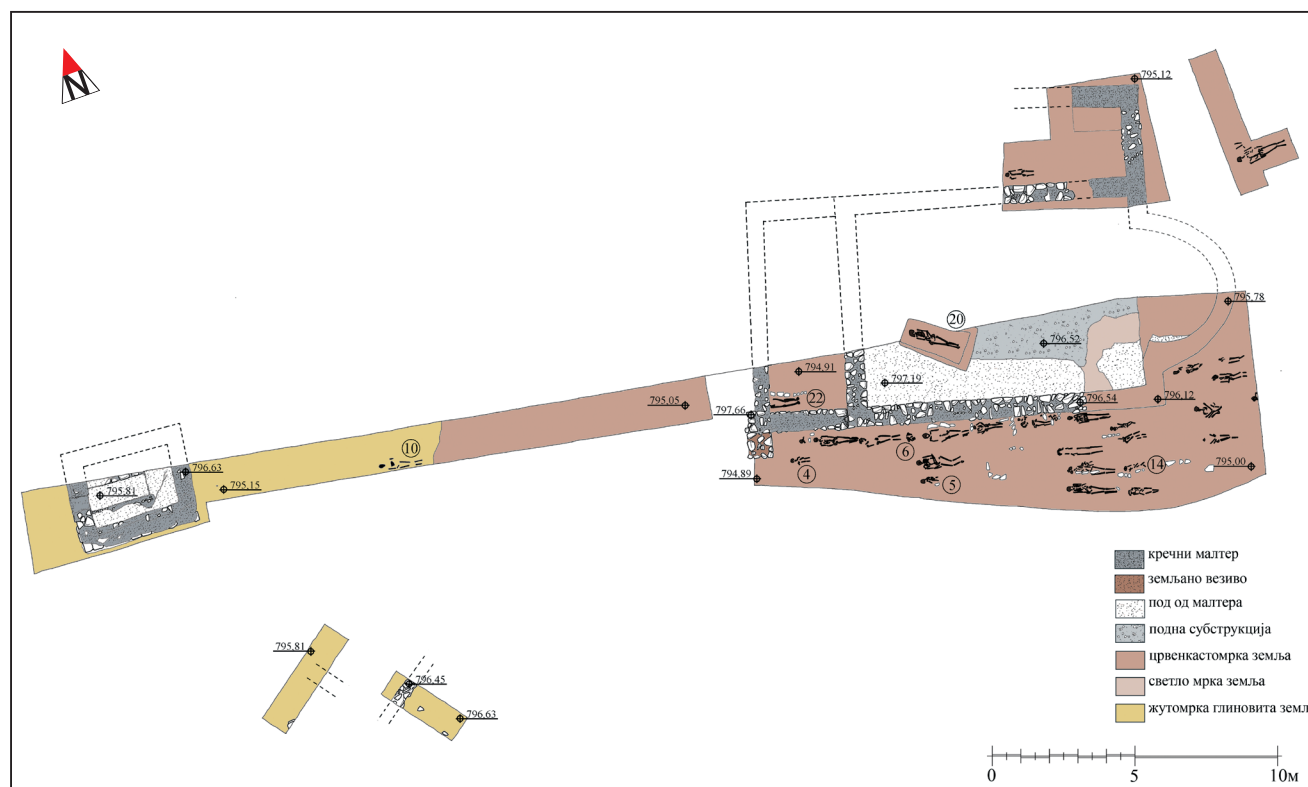 N
795,12
795,78
20
796,52
794,91
797,19
22
795,05
797,66
796,54
796,12
10
6
796,63
795,81
795,15
4
14
795,00
794,89
5
кречни малтер
земљано везиво
под од малтера
подна субструкција
црвенкастомрка земља
светло мрка земља
жутомрка глиновита земљ
795.81
796.45
796.63
0
5
10м